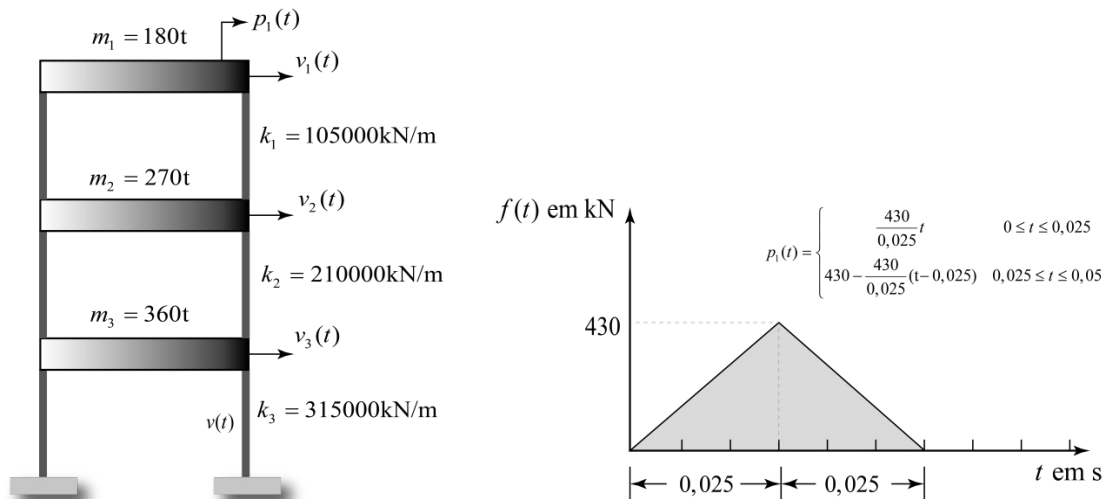 p₁(t)
m₁ = 180t
v₁(t)
k₁ = 105000kN/m
m₂ = 270t
v₂(t)
k₂ = 210000kN/m
m₃ = 360t
v₃(t)
v(t)
k₃ = 315000kN/m
f(t) em kN
p₁(t) = { 430/0,025 t 0 ≤ t ≤ 0,025
430 − 430/0,025 (t − 0,025) 0,025 ≤ t ≤ 0,05
430
t em s
0,025 0,025